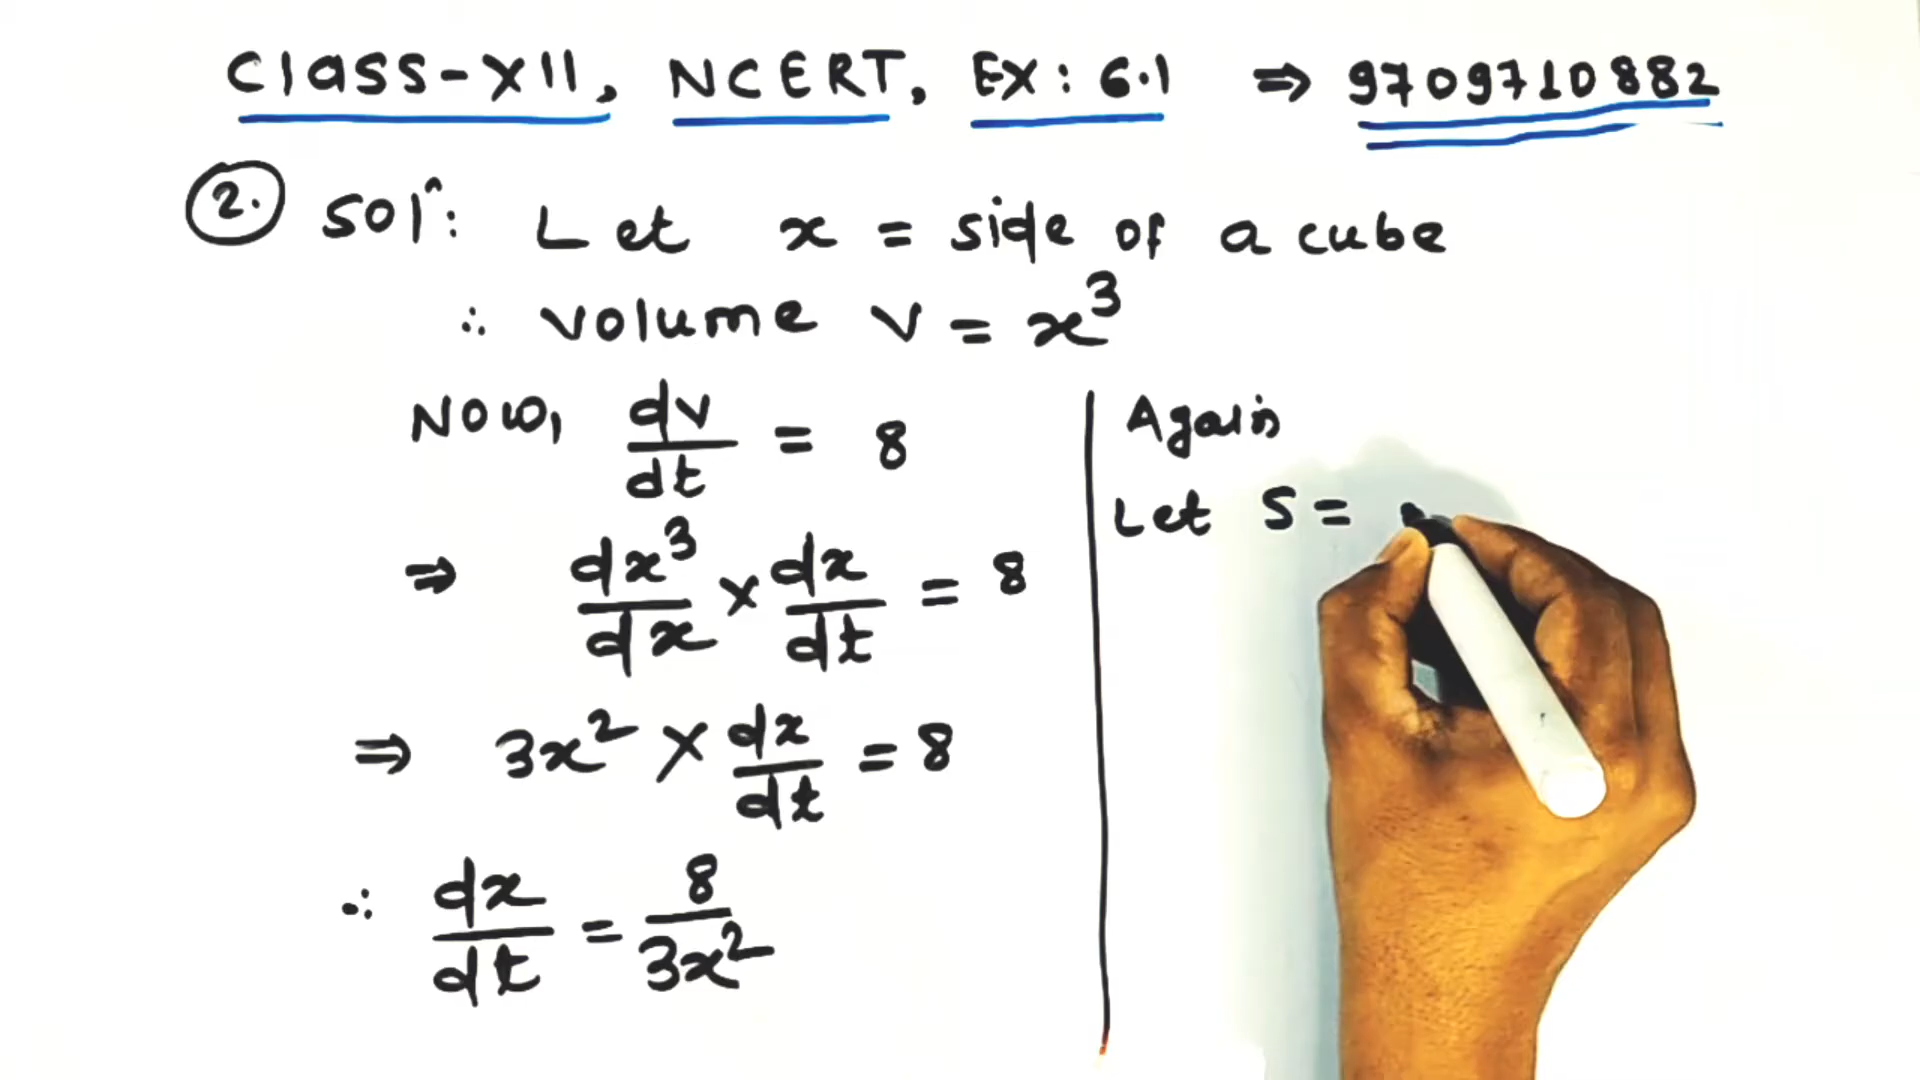 Class-XII, NCERT, EX: 6.1 ⇒ 9709710882
2. Solⁿ: Let x = side of a cube
∴ volume v = x³
Now, dv/dt = 8
⇒ dx³/dx × dx/dt = 8
⇒ 3x² × dx/dt = 8
∴ dx/dt = 8/3x²
Again
Let S =